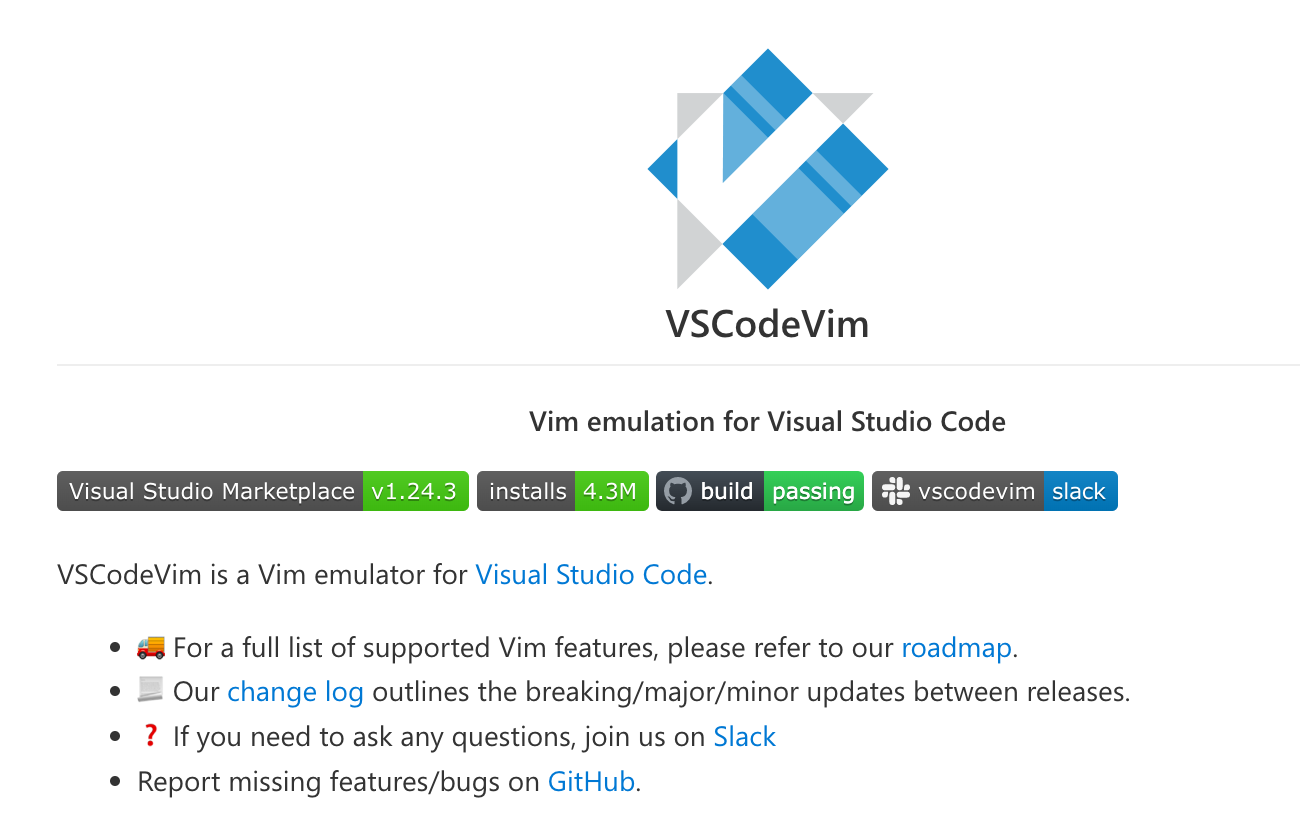 VSCodeVim
Vim emulation for Visual Studio Code
Visual Studio Marketplace v1.24.3 installs 4.3M build passing vscodevim slack
VSCodeVim is a Vim emulator for Visual Studio Code.
• 🚚 For a full list of supported Vim features, please refer to our roadmap.
• 📃 Our change log outlines the breaking/major/minor updates between releases.
• ❓ If you need to ask any questions, join us on Slack
• Report missing features/bugs on GitHub.